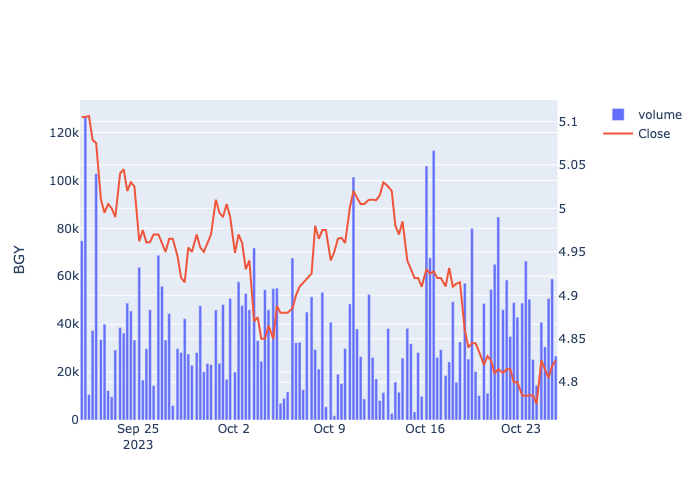 volume
Close
BGY
120k
100k
80k
60k
40k
20k
0
5.1
5.05
5
4.95
4.9
4.85
4.8
Sep 25
2023
Oct 2
Oct 9
Oct 16
Oct 23